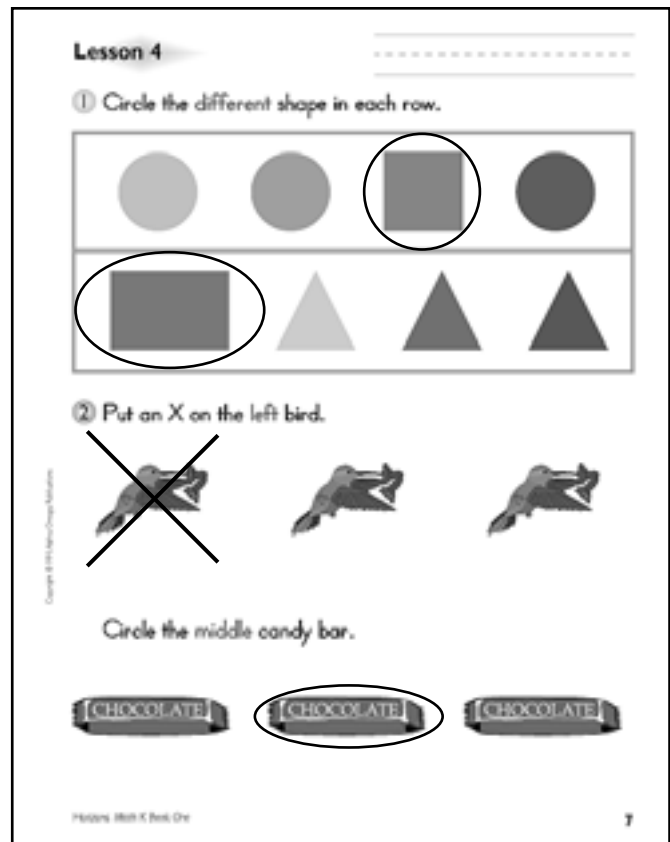 Lesson 4
1 Circle the different shape in each row.
2 Put an X on the left bird.
Circle the middle candy bar.
CHOCOLATE CHOCOLATE CHOCOLATE
Horizons Math K Book One
7